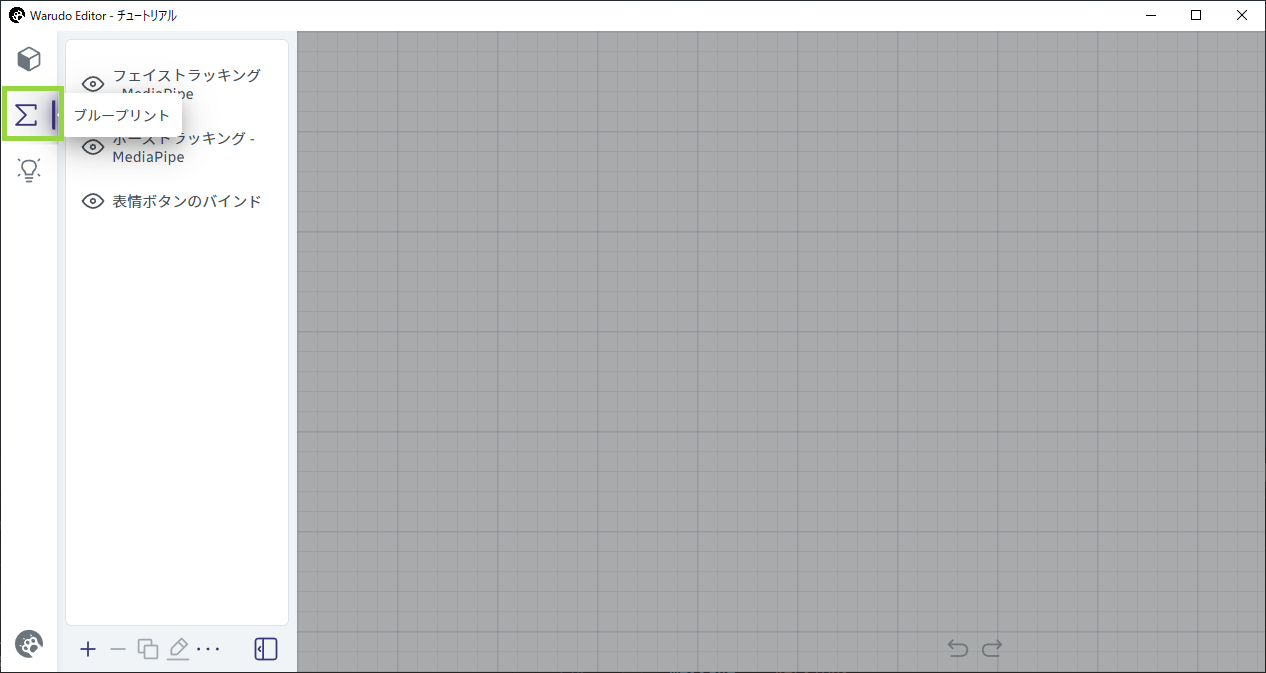 Warudo Editor - チュートリアル
フェイストラッキング
- MediaPipe
ブループリント
ポーズトラッキング -
MediaPipe
表情ボタンのバインド